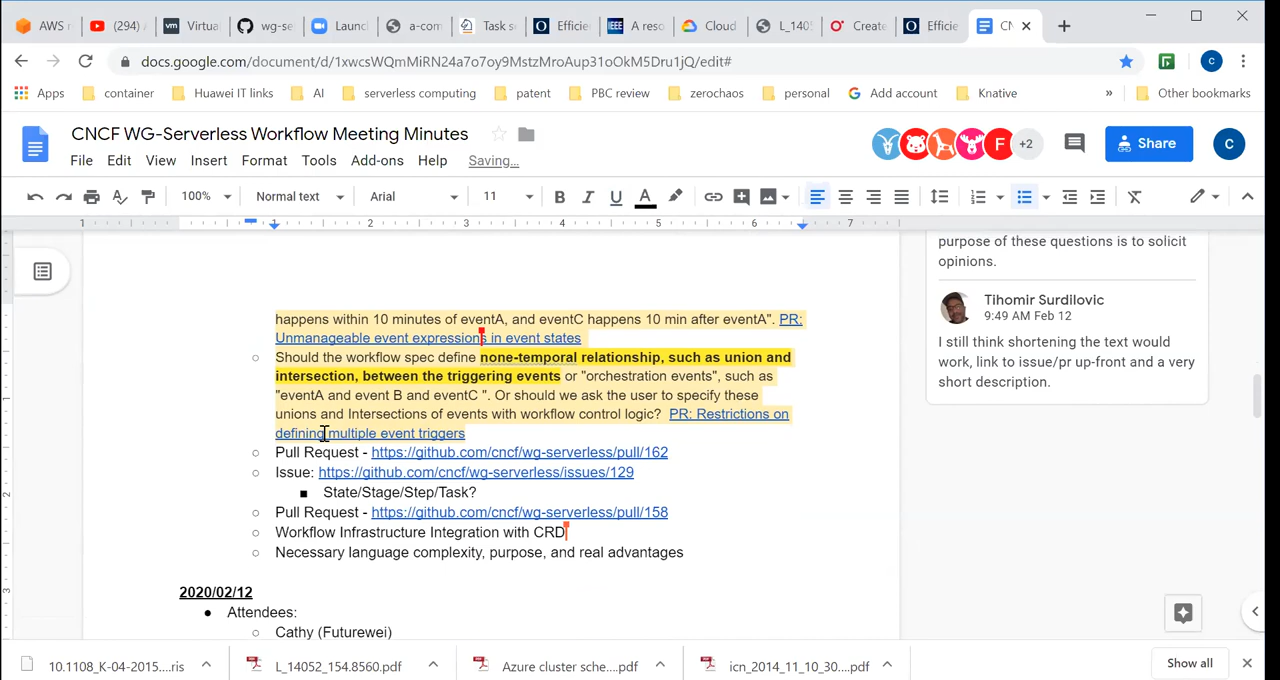 AWS r
(294)
Virtua
wg-se
Launc
a-com
Task s
Efficie
A reso
Cloud
L_1405
Create
Efficie
CN
docs.google.com/document/d/1xwcsWQmMiRN24a7o7oy9MstzMroAup31oOkM5Dru1jQ/edit#
Apps
container
Huawei IT links
AI
serverless computing
patent
PBC review
zerochaos
personal
Add account
Knative
»
Other bookmarks
CNCF WG-Serverless Workflow Meeting Minutes
File Edit View Insert Format Tools Add-ons Help Saving...
F
+2
Share
C
100%
Normal text
Arial
11
1 1 2 3 4 5 6 7
happens within 10 minutes of eventA, and eventC happens 10 min after eventA". PR:
Unmanageable event expressions in event states
○ Should the workflow spec define none-temporal relationship, such as union and
intersection, between the triggering events or "orchestration events", such as
"eventA and event B and eventC ". Or should we ask the user to specify these
unions and Intersections of events with workflow control logic? PR: Restrictions on
defining multiple event triggers
○ Pull Request - https://github.com/cncf/wg-serverless/pull/162
○ Issue: https://github.com/cncf/wg-serverless/issues/129
■ State/Stage/Step/Task?
○ Pull Request - https://github.com/cncf/wg-serverless/pull/158
○ Workflow Infrastructure Integration with CRD
○ Necessary language complexity, purpose, and real advantages
2020/02/12
● Attendees:
○ Cathy (Futurewei)
purpose of these questions is to solicit
opinions.
Tihomir Surdilovic
9:49 AM Feb 12
I still think shortening the text would
work, link to issue/pr up-front and a very
short description.
10.1108_K-04-2015....ris
L_14052_154.8560.pdf
Azure cluster sche....pdf
icn_2014_11_10_30....pdf
Show all